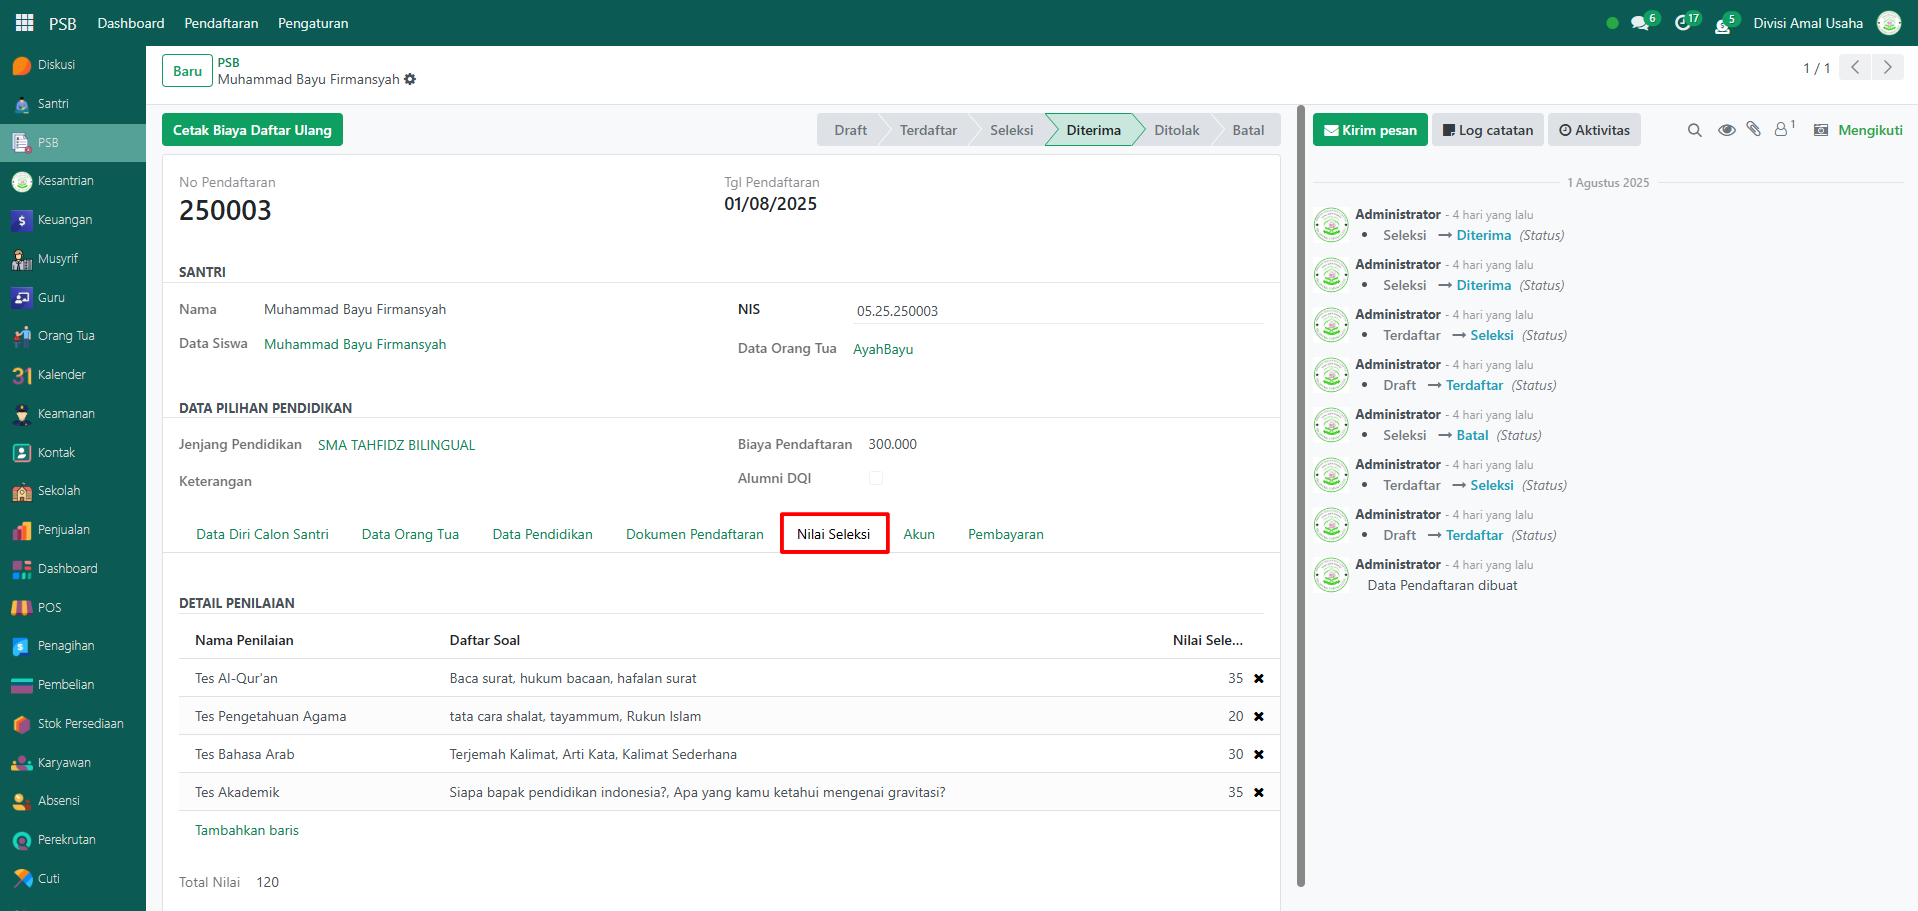 PSB Dashboard Pendaftaran Pengaturan 6 17 5 Divisi Amal Usaha
Diskusi
Santri
PSB
Kesantrian
Keuangan
Musyrif
Guru
Orang Tua
31 Kalender
Keamanan
Kontak
Sekolah
Penjualan
Dashboard
POS
Penagihan
Pembelian
Stok Persediaan
Karyawan
Absensi
Perekrutan
Cuti
Baru PSB
Muhammad Bayu Firmansyah
1 / 1
Cetak Biaya Daftar Ulang
Draft Terdaftar Seleksi Diterima Ditolak Batal
No Pendaftaran Tgl Pendaftaran
250003 01/08/2025
SANTRI
Nama Muhammad Bayu Firmansyah NIS 05.25.250003
Data Siswa Muhammad Bayu Firmansyah Data Orang Tua AyahBayu
DATA PILIHAN PENDIDIKAN
Jenjang Pendidikan SMA TAHFIDZ BILINGUAL Biaya Pendaftaran 300.000
Keterangan Alumni DQI
Data Diri Calon Santri Data Orang Tua Data Pendidikan Dokumen Pendaftaran Nilai Seleksi Akun Pembayaran
DETAIL PENILAIAN
Nama Penilaian Daftar Soal Nilai Sele...
Tes Al-Qur'an Baca surat, hukum bacaan, hafalan surat 35
Tes Pengetahuan Agama tata cara shalat, tayammum, Rukun Islam 20
Tes Bahasa Arab Terjemah Kalimat, Arti Kata, Kalimat Sederhana 30
Tes Akademik Siapa bapak pendidikan indonesia?, Apa yang kamu ketahui mengenai gravitasi? 35
Tambahkan baris
Total Nilai 120
Kirim pesan Log catatan Aktivitas 1 Mengikuti
1 Agustus 2025
Administrator - 4 hari yang lalu
• Seleksi → Diterima (Status)
Administrator - 4 hari yang lalu
• Seleksi → Diterima (Status)
Administrator - 4 hari yang lalu
• Terdaftar → Seleksi (Status)
Administrator - 4 hari yang lalu
• Draft → Terdaftar (Status)
Administrator - 4 hari yang lalu
• Seleksi → Batal (Status)
Administrator - 4 hari yang lalu
• Terdaftar → Seleksi (Status)
Administrator - 4 hari yang lalu
• Draft → Terdaftar (Status)
Administrator - 4 hari yang lalu
Data Pendaftaran dibuat